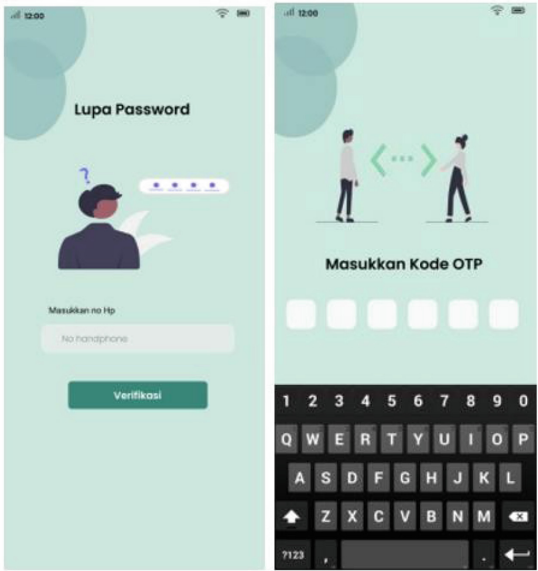 12:00
Lupa Password
?
Masukkan no Hp
No handphone
Verifikasi
12:00
Masukkan Kode OTP
1 2 3 4 5 6 7 8 9 0
Q W E R T Y U I O P
A S D F G H J K L
Z X C V B N M
?123 , .